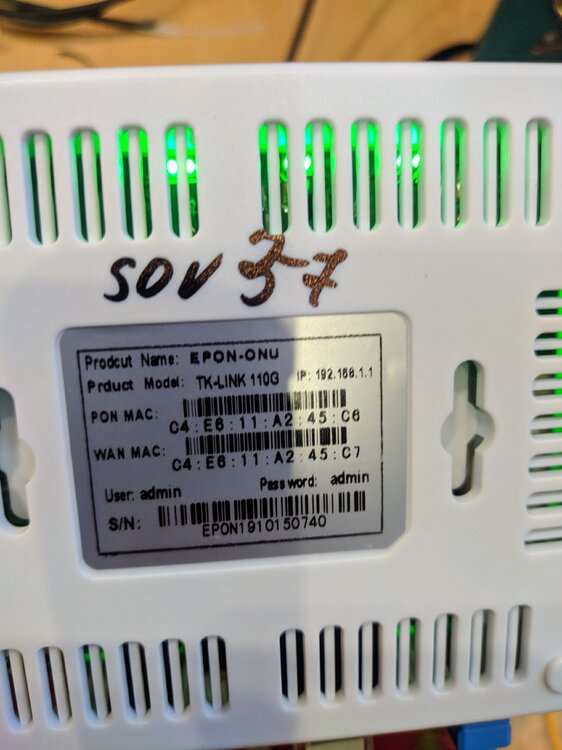 SOV 37
Prodcut Name: EPON-ONU
Prduct Model: TK-LINK 110G IP: 192.168.1.1
PON MAC:
C4:E6:11:A2:45:C6
WAN MAC:
C4:E6:11:A2:45:C7
User: admin Password: admin
S/N:
EPON1910150740